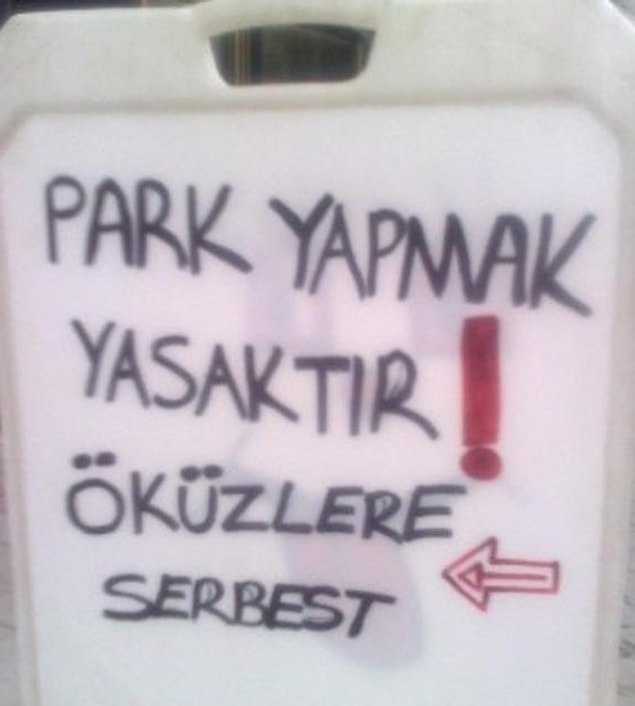 PARK YAPMAK
YASAKTIR!
ÖKÜZLERE
SERBEST